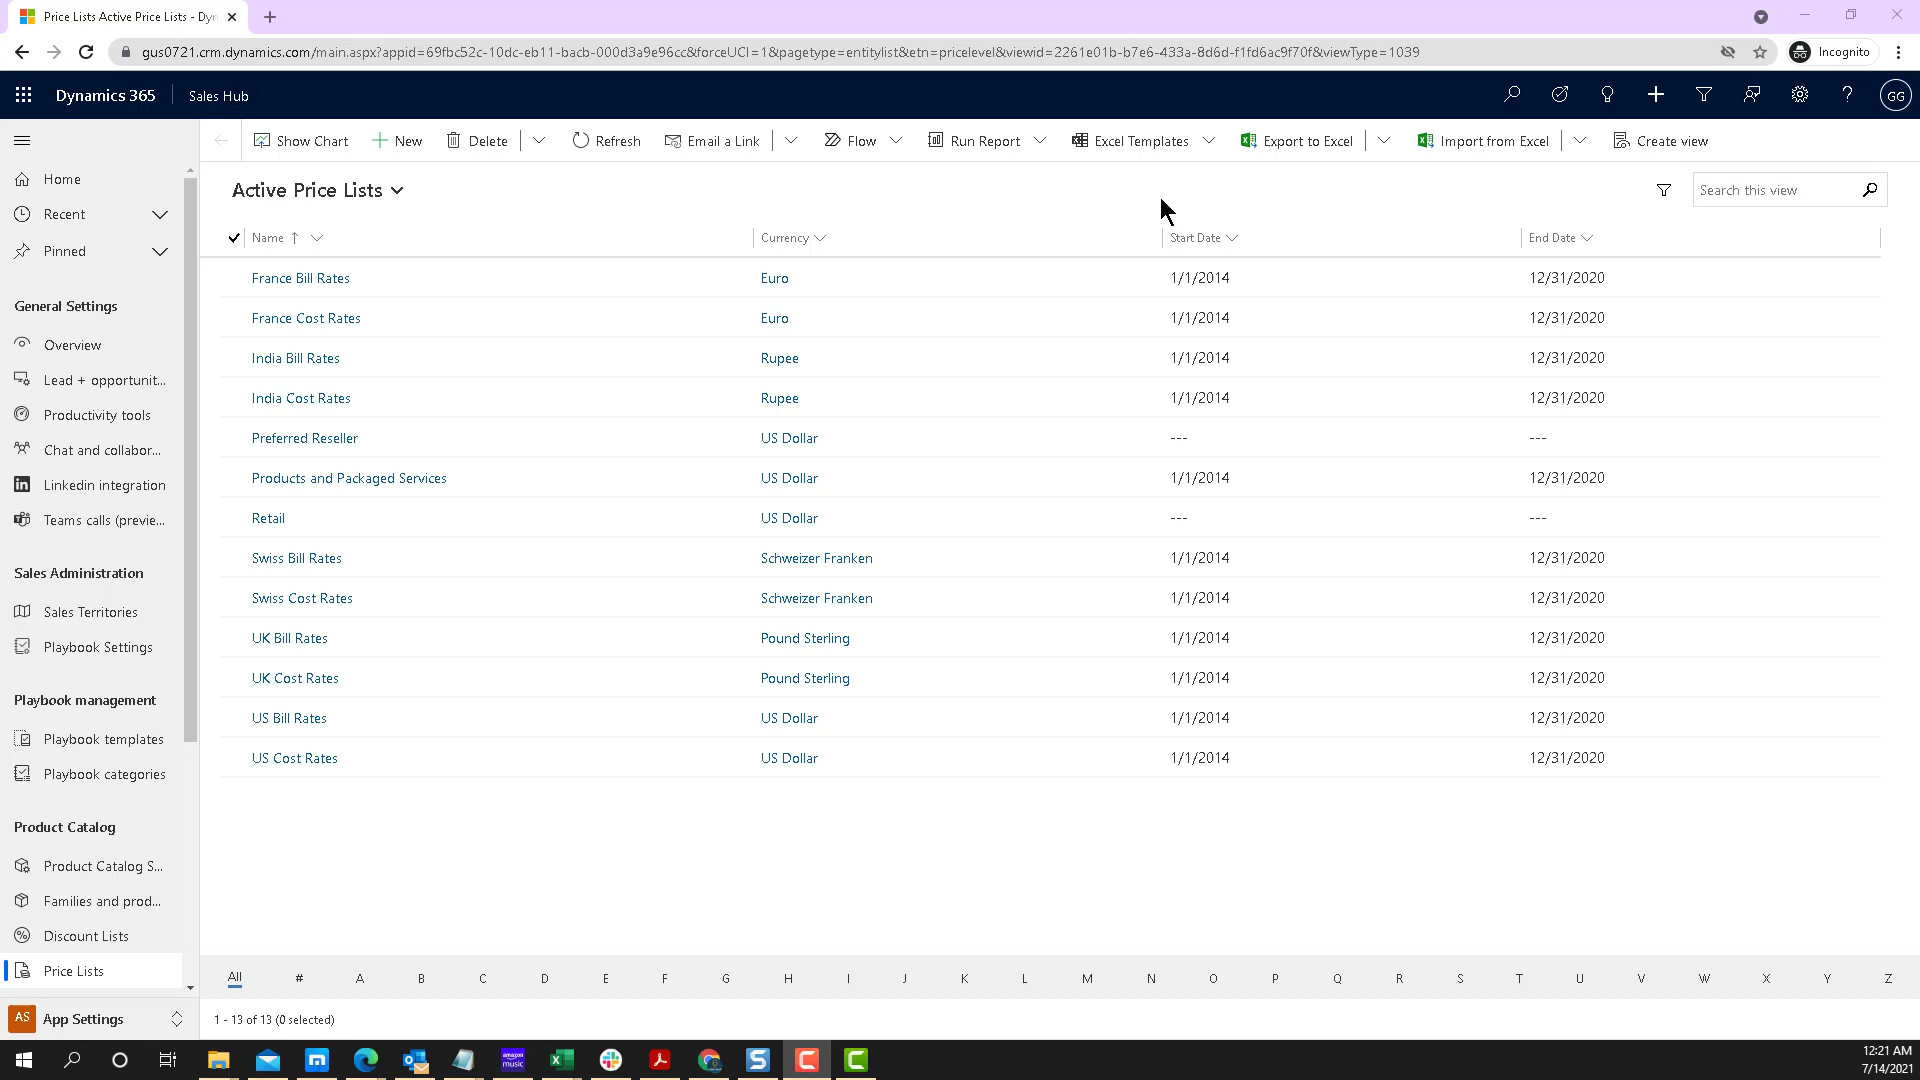 Price Lists Active Price Lists - Dyn
gus0721.crm.dynamics.com/main.aspx?appid=69fbc52c-10dc-eb11-bacb-000d3a9e96cc&forceUCI=1&pagetype=entitylist&etn=pricelevel&viewid=2261e01b-b7e6-433a-8d6d-f1fd6ac9f70f&viewType=1039
Incognito
Dynamics 365 Sales Hub
GG
Show Chart New Delete Refresh Email a Link Flow Run Report Excel Templates Export to Excel Import from Excel Create view
Home
Recent
Pinned
General Settings
Overview
Lead + opportunit...
Productivity tools
Chat and collabor...
Linkedin integration
Teams calls (previe...
Sales Administration
Sales Territories
Playbook Settings
Playbook management
Playbook templates
Playbook categories
Product Catalog
Product Catalog S...
Families and prod...
Discount Lists
Price Lists
AS App Settings
Active Price Lists
Search this view
Name Currency Start Date End Date
France Bill Rates Euro 1/1/2014 12/31/2020
France Cost Rates Euro 1/1/2014 12/31/2020
India Bill Rates Rupee 1/1/2014 12/31/2020
India Cost Rates Rupee 1/1/2014 12/31/2020
Preferred Reseller US Dollar --- ---
Products and Packaged Services US Dollar 1/1/2014 12/31/2020
Retail US Dollar --- ---
Swiss Bill Rates Schweizer Franken 1/1/2014 12/31/2020
Swiss Cost Rates Schweizer Franken 1/1/2014 12/31/2020
UK Bill Rates Pound Sterling 1/1/2014 12/31/2020
UK Cost Rates Pound Sterling 1/1/2014 12/31/2020
US Bill Rates US Dollar 1/1/2014 12/31/2020
US Cost Rates US Dollar 1/1/2014 12/31/2020
All # A B C D E F G H I J K L M N O P Q R S T U V W X Y Z
1 - 13 of 13 (0 selected)
amazon music
12:21 AM
7/14/2021